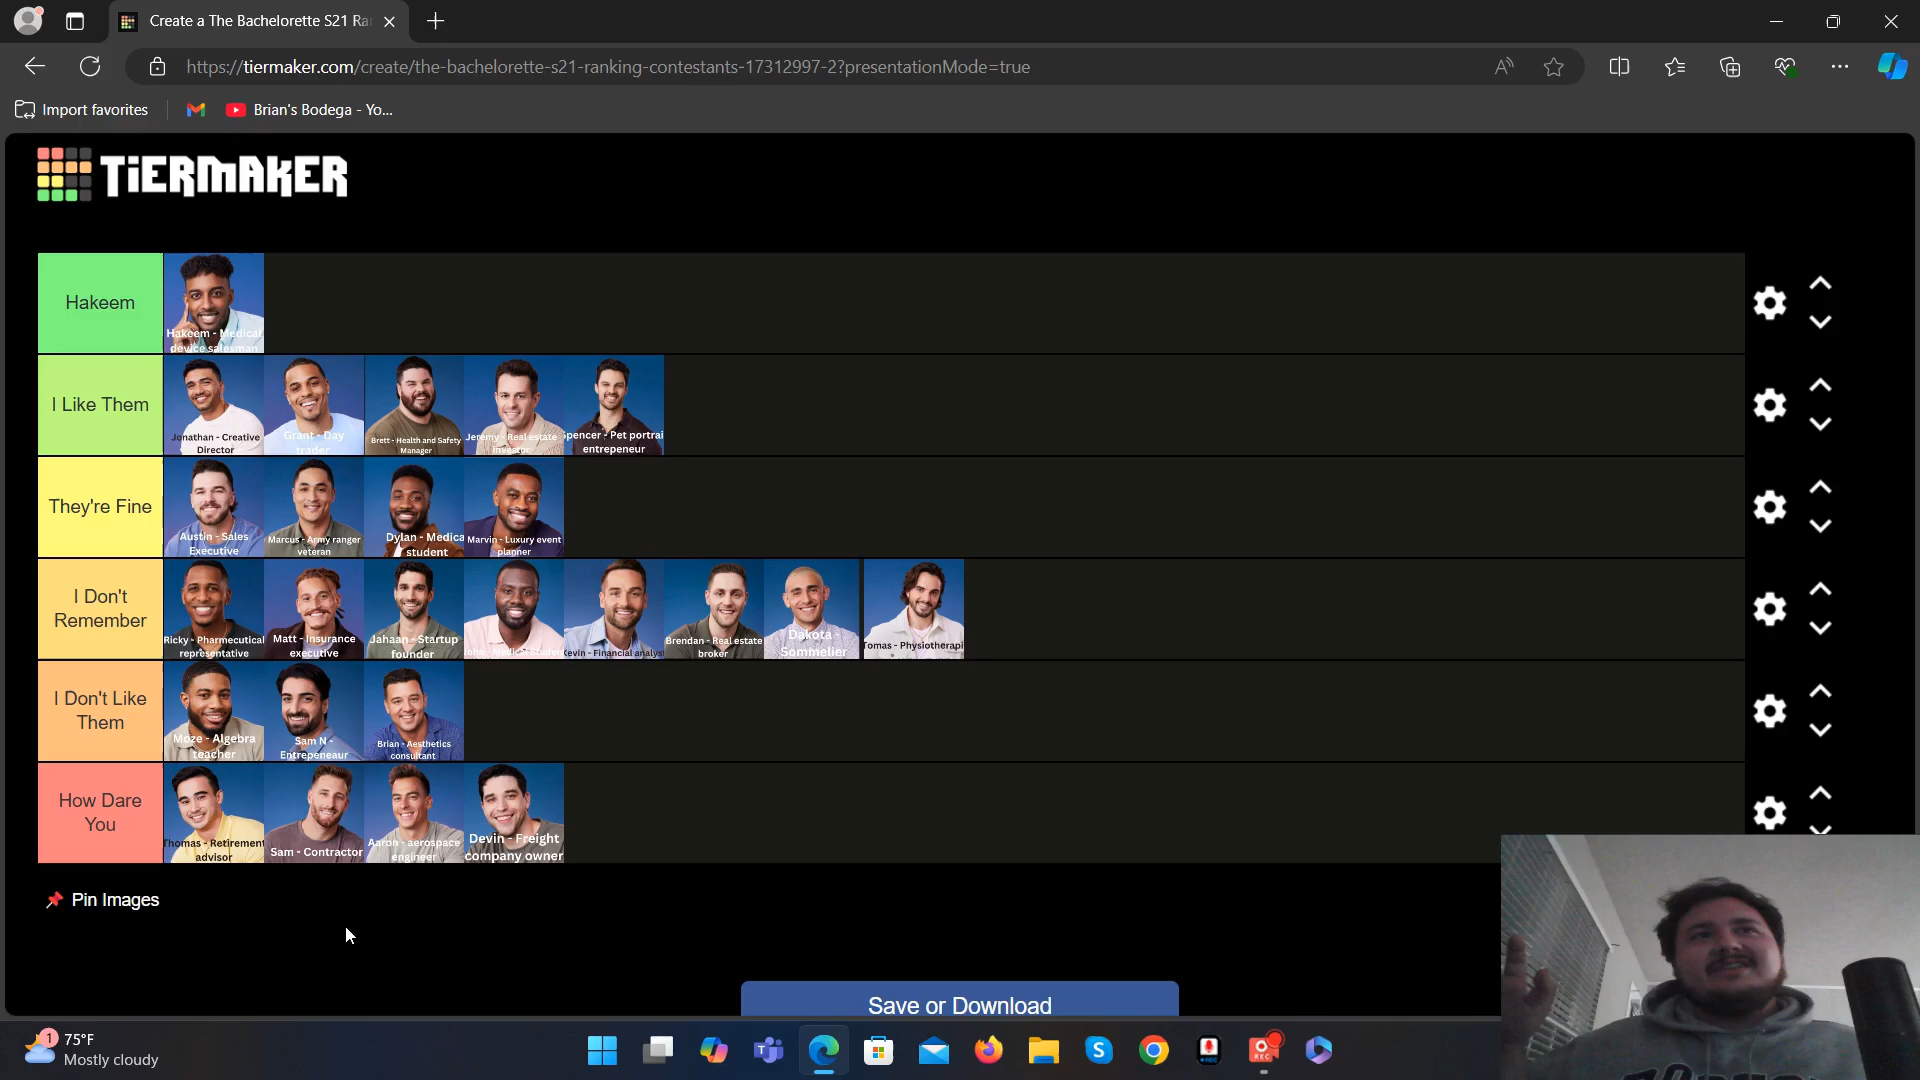 Create a The Bachelorette S21 Ra
https://tiermaker.com/create/the-bachelorette-s21-ranking-contestants-17312997-2?presentationMode=true
Import favorites
Brian's Bodega - Yo...
TiERMAKER
Hakeem
Hakeem - Medical
device salesman
I Like Them
Jonathan - Creative
Director
Grant - Day
trader
Brett - Health and Safety
Manager
Jeremy - Real estate
investor
Spencer - Pet portrai
entrepeneur
They're Fine
Austin - Sales
Executive
Marcus - Army ranger
veteran
Dylan - Medica
student
Marvin - Luxury event
planner
I Don't
Remember
Ricky - Pharmecutical
representative
Matt - Insurance
executive
Jahaan - Startup
founder
John - Medical Studen
Kevin - Financial analys
Brendan - Real estate
broker
Dakota -
Sommelier
Tomas - Physiotherapi
I Don't Like
Them
Moze - Algebra
teacher
Sam N -
Entrepeneaur
Brian - Aesthetics
consultant
How Dare
You
Thomas - Retirement
advisor
Sam - Contractor
Aaron - aerospace
engineer
Devin - Freight
company owner
Pin Images
Save or Download
1
75°F
Mostly cloudy
REC